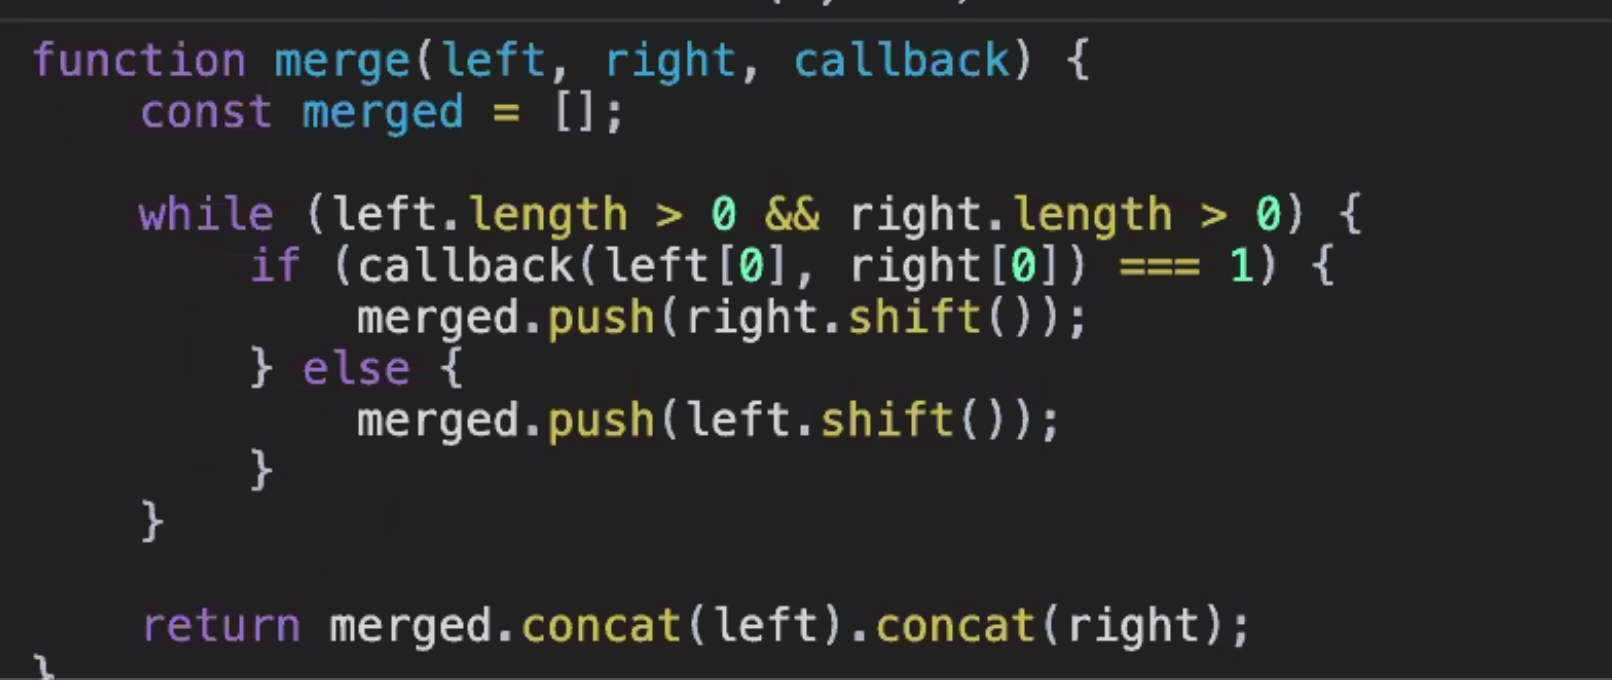 function merge(left, right, callback) {
    const merged = [];

    while (left.length > 0 && right.length > 0) {
        if (callback(left[0], right[0]) === 1) {
            merged.push(right.shift());
        } else {
            merged.push(left.shift());
        }
    }

    return merged.concat(left).concat(right);
}